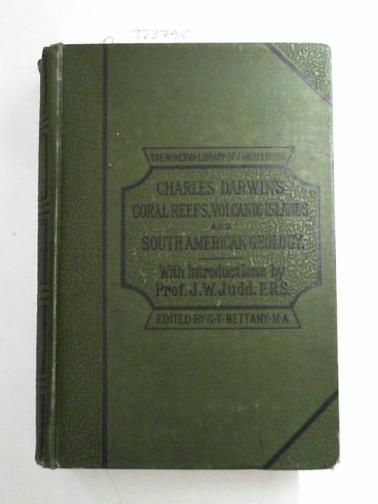 THE·MINERVA·LIBRARY·OF·FAMOUS·BOOKS
CHARLES DARWIN'S
CORAL REEFS, VOLCANIC ISLANDS,
AND
SOUTH AMERICAN GEOLOGY.
With Introductions by
Prof. J. W. Judd. F.R.S.
EDITED·BY·G·T·BETTANY·M·A